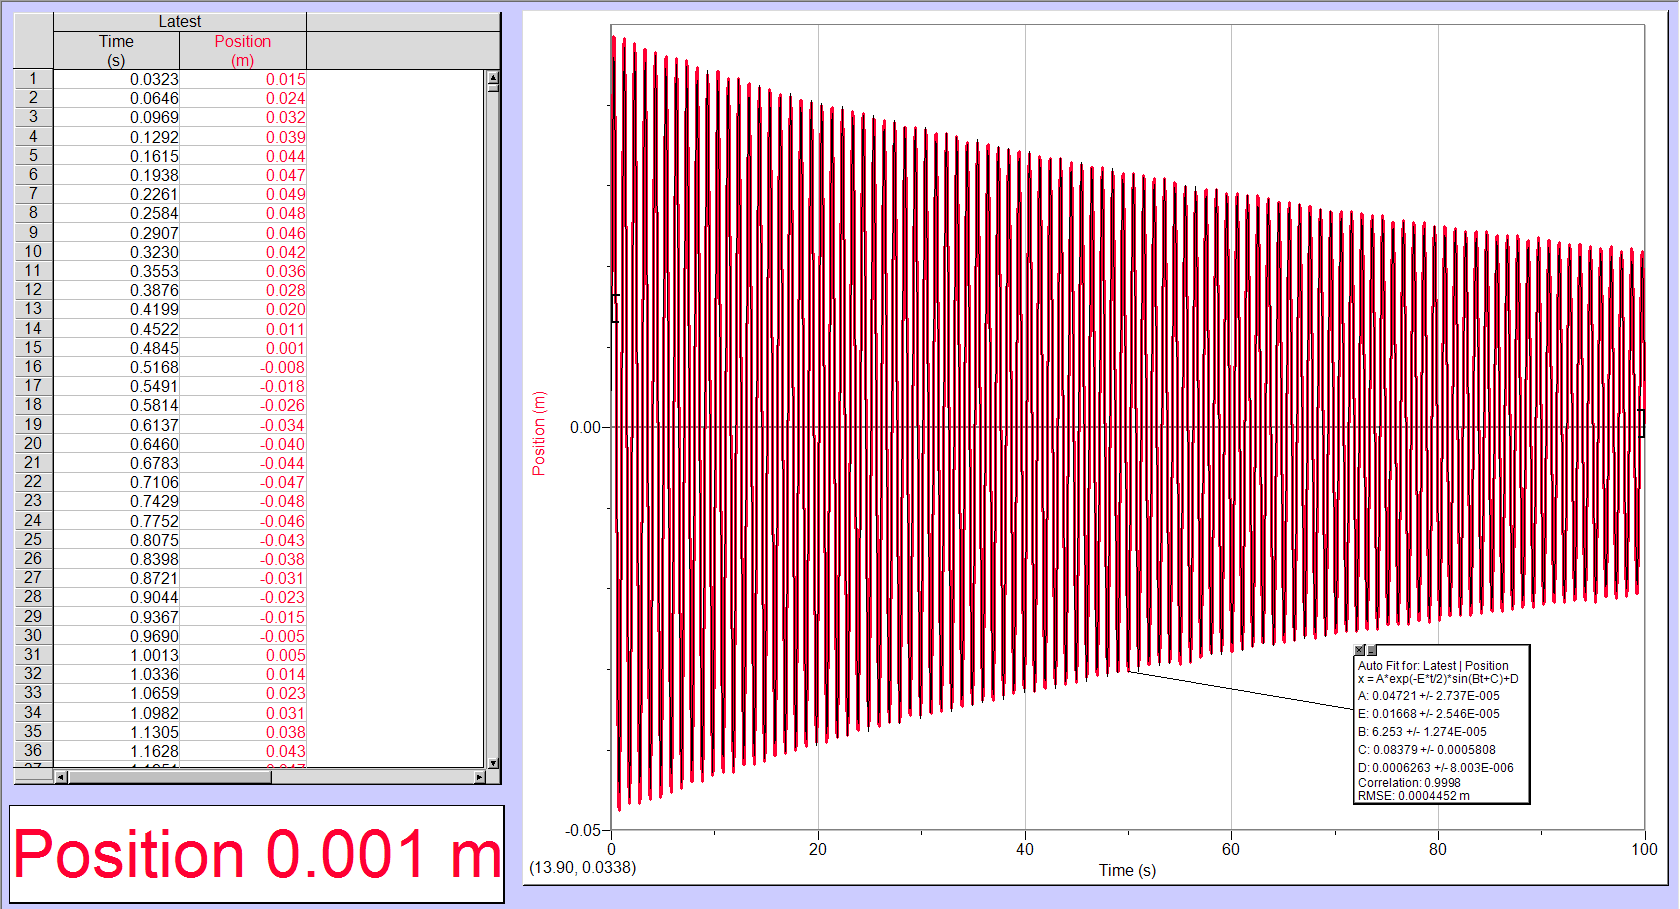 Latest
Time Position
(s) (m)
1 0.0323 0.015
2 0.0646 0.024
3 0.0969 0.032
4 0.1292 0.039
5 0.1615 0.044
6 0.1938 0.047
7 0.2261 0.049
8 0.2584 0.048
9 0.2907 0.046
10 0.3230 0.042
11 0.3553 0.036
12 0.3876 0.028
13 0.4199 0.020
14 0.4522 0.011
15 0.4845 0.001
16 0.5168 -0.008
17 0.5491 -0.018
18 0.5814 -0.026
19 0.6137 -0.034
20 0.6460 -0.040
21 0.6783 -0.044
22 0.7106 -0.047
23 0.7429 -0.048
24 0.7752 -0.046
25 0.8075 -0.043
26 0.8398 -0.038
27 0.8721 -0.031
28 0.9044 -0.023
29 0.9367 -0.015
30 0.9690 -0.005
31 1.0013 0.005
32 1.0336 0.014
33 1.0659 0.023
34 1.0982 0.031
35 1.1305 0.038
36 1.1628 0.043
Position 0.001 m
Position (m)
0.00
-0.05
0 20 40 60 80 100
(13.90, 0.0338)
Time (s)
Auto Fit for: Latest | Position
x = A*exp(-E*t/2)*sin(Bt+C)+D
A: 0.04721 +/- 2.737E-005
E: 0.01668 +/- 2.546E-005
B: 6.253 +/- 1.274E-005
C: 0.08379 +/- 0.0005808
D: 0.0006263 +/- 8.003E-006
Correlation: 0.9998
RMSE: 0.0004452 m